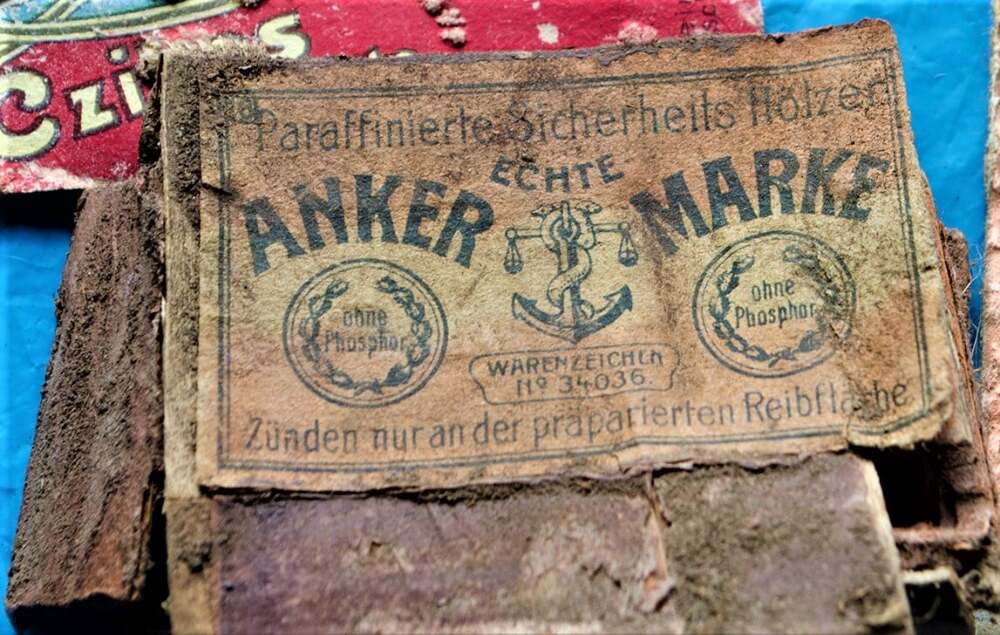 Czi
Paraffinierte Sicherheits Hölzer
ECHTE
ANKER MARKE
ohne
Phosphor
ohne
Phosphor
WARENZEICHEN
No 34036.
Zünden nur an der präparierten Reibfläche